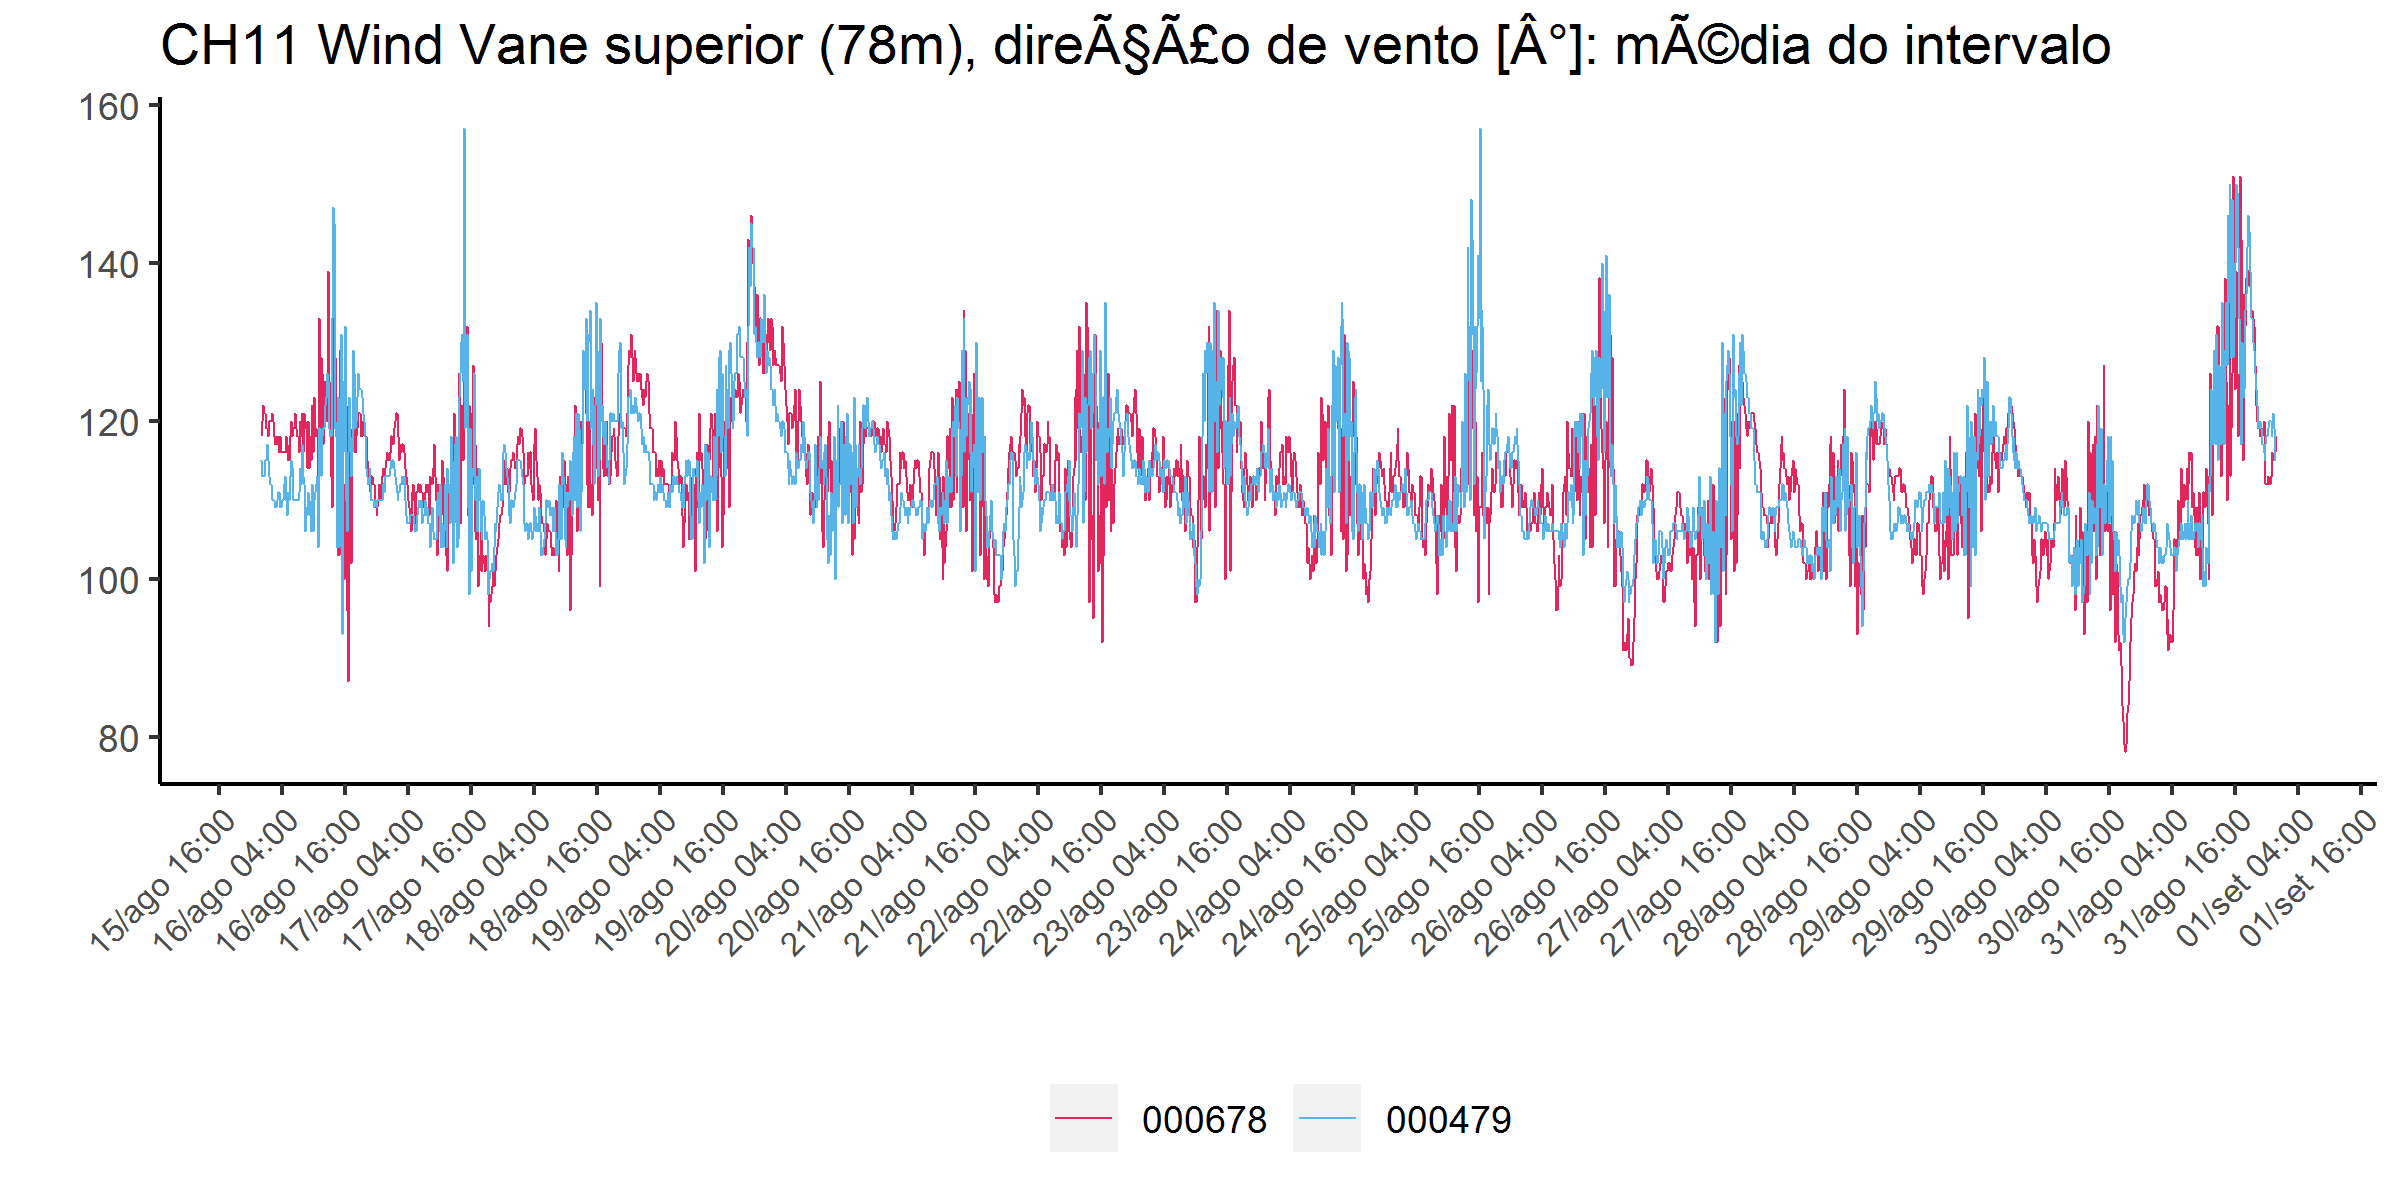 CH11 Wind Vane superior (78m), direÃ§Ã£o de vento [Â°]: mÃ©dia do intervalo
160
140
120
100
80
15/ago 16:00
16/ago 04:00
16/ago 16:00
17/ago 04:00
17/ago 16:00
18/ago 04:00
18/ago 16:00
19/ago 04:00
19/ago 16:00
20/ago 04:00
20/ago 16:00
21/ago 04:00
21/ago 16:00
22/ago 04:00
22/ago 16:00
23/ago 04:00
23/ago 16:00
24/ago 04:00
24/ago 16:00
25/ago 04:00
25/ago 16:00
26/ago 04:00
26/ago 16:00
27/ago 04:00
27/ago 16:00
28/ago 04:00
28/ago 16:00
29/ago 04:00
29/ago 16:00
30/ago 04:00
30/ago 16:00
31/ago 04:00
31/ago 16:00
01/set 04:00
01/set 16:00
000678
000479